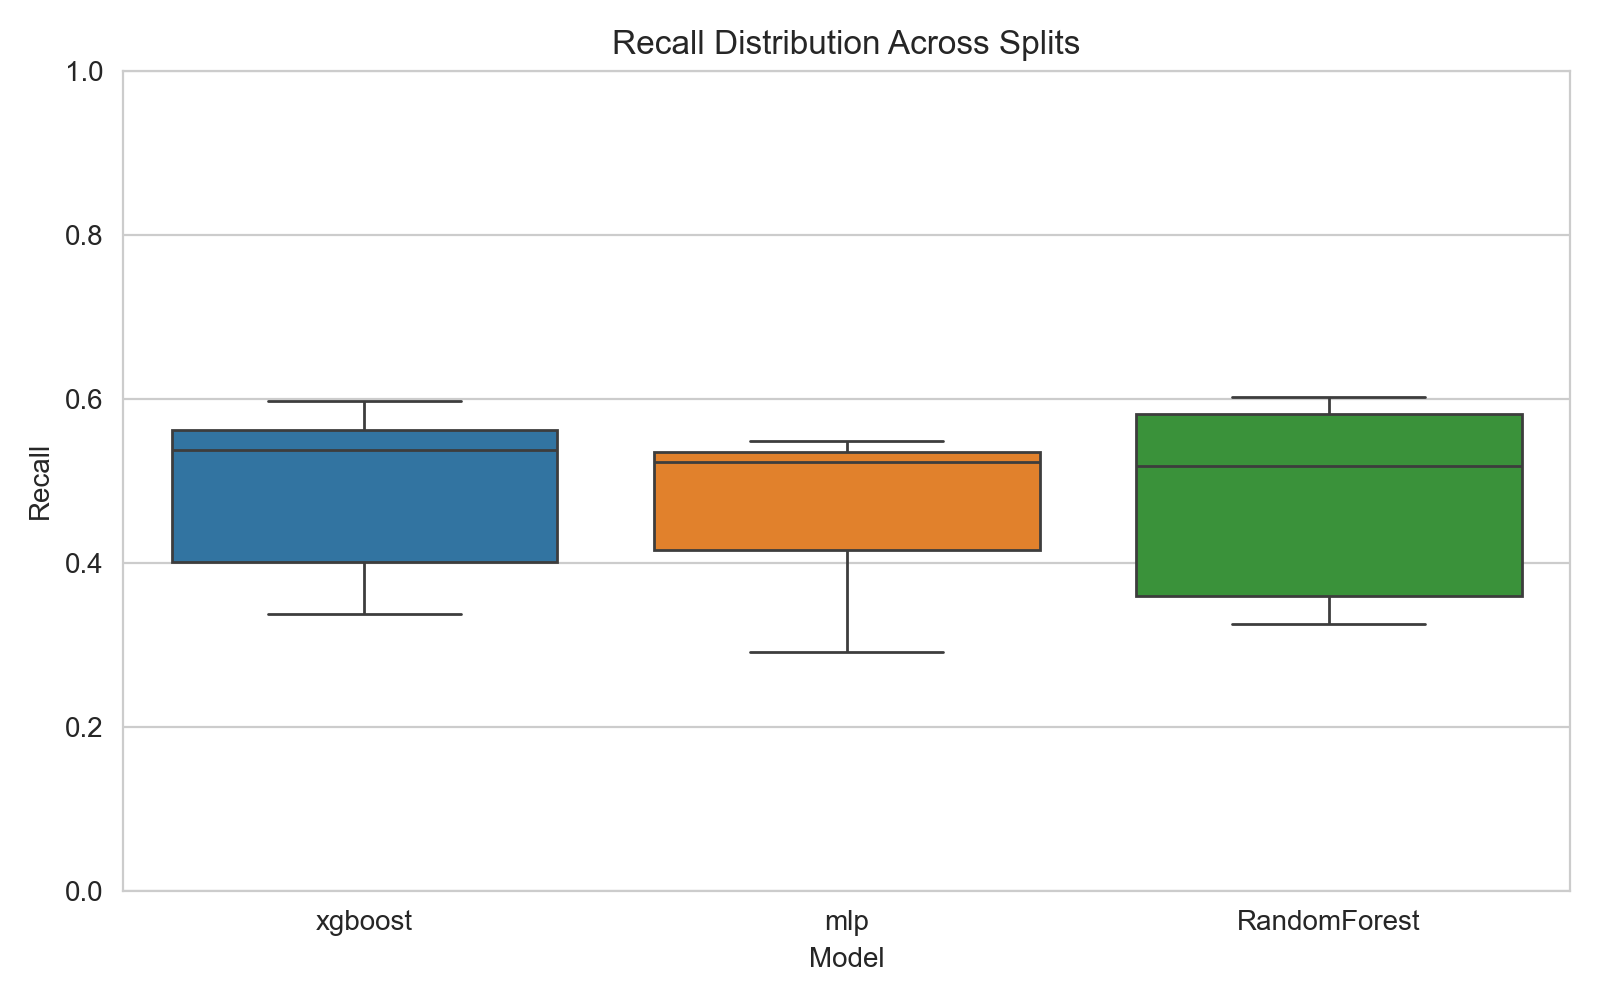 Recall Distribution Across Splits
1.0
0.8
0.6
0.4
0.2
0.0
Recall
xgboost
mlp
RandomForest
Model